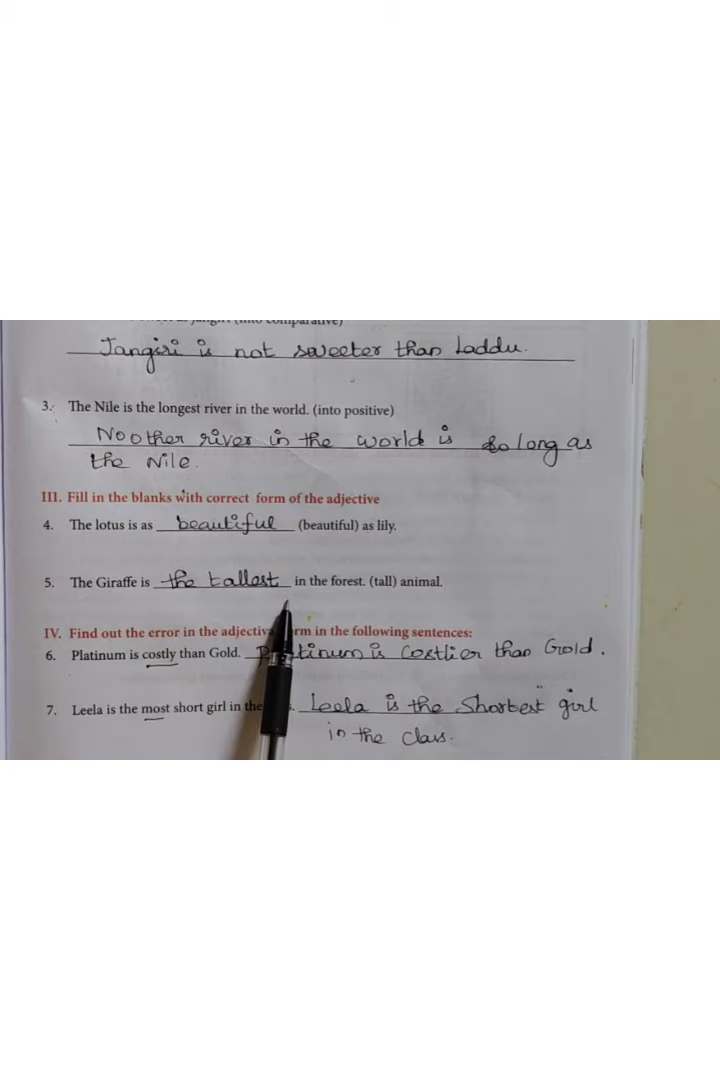 as jangiri (into comparative)
Jangiri is not sweeter than Laddu.
3. The Nile is the longest river in the world. (into positive)
No other river in the world is so long as
the Nile.
III. Fill in the blanks with correct form of the adjective
4. The lotus is as beautiful (beautiful) as lily.
5. The Giraffe is the tallest in the forest. (tall) animal.
IV. Find out the error in the adjectiv rm in the following sentences:
6. Platinum is costly than Gold. P tinum is Costlier than Gold.
7. Leela is the most short girl in the Leela is the Shortest girl
in the class.